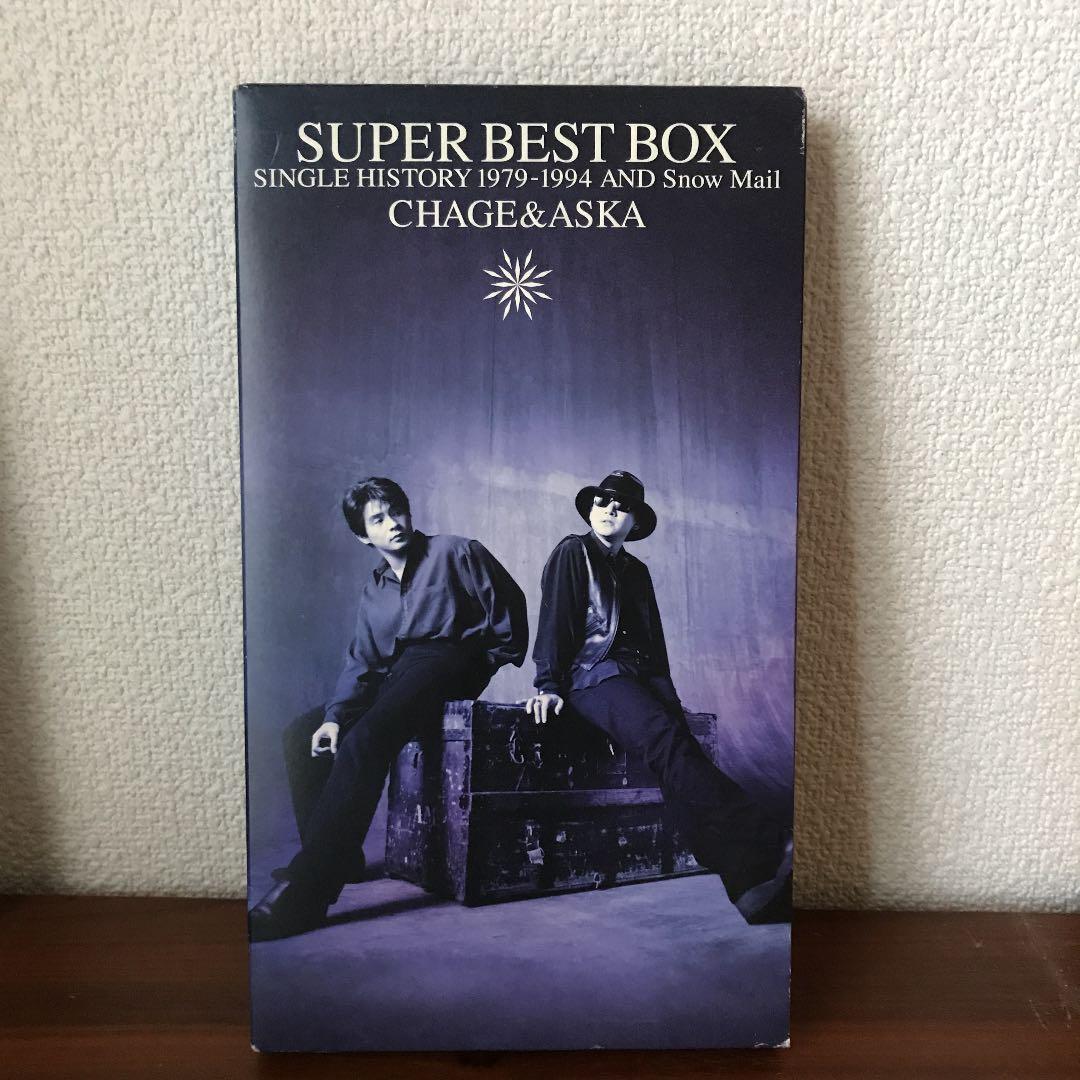 SUPER BEST BOX
SINGLE HISTORY 1979-1994 AND Snow Mail
CHAGE&ASKA